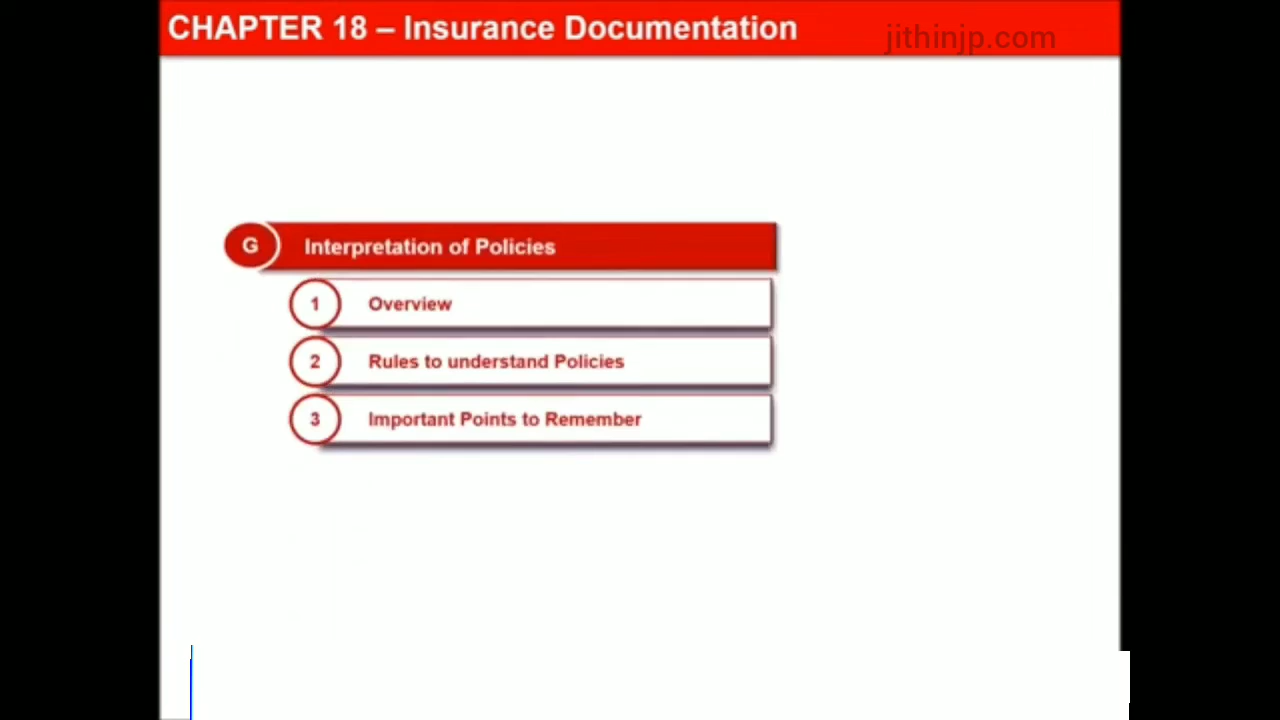 CHAPTER 18 – Insurance Documentation
jithinjp.com
G Interpretation of Policies
1 Overview
2 Rules to understand Policies
3 Important Points to Remember